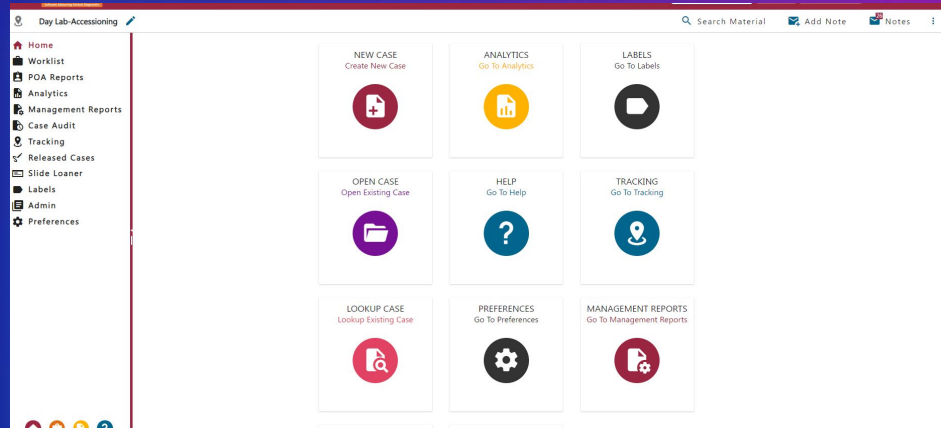 Day Lab-Accessioning
Search Material
Add Note
Notes
Home
Worklist
POA Reports
Analytics
Management Reports
Case Audit
Tracking
Released Cases
Slide Loaner
Labels
Admin
Preferences
NEW CASE
Create New Case
ANALYTICS
Go To Analytics
LABELS
Go To Labels
OPEN CASE
Open Existing Case
HELP
Go To Help
?
TRACKING
Go To Tracking
LOOKUP CASE
Lookup Existing Case
PREFERENCES
Go To Preferences
MANAGEMENT REPORTS
Go To Management Reports
?